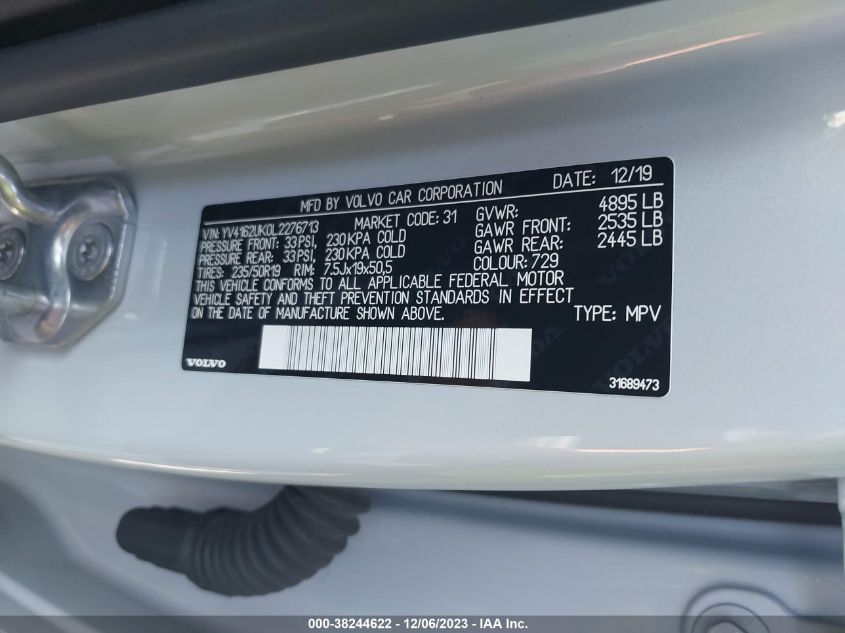 MFD BY VOLVO CAR CORPORATION DATE: 12/19
VIN: YV4162UK0L2276713 MARKET CODE: 31 GVWR: 4895 LB
PRESSURE FRONT: 33 PSI, 230 KPA COLD GAWR FRONT: 2535 LB
PRESSURE REAR: 33 PSI, 230 KPA COLD GAWR REAR: 2445 LB
TIRES: 235/50R19 RIM: 7.5Jx19x50,5 COLOUR: 729
THIS VEHICLE CONFORMS TO ALL APPLICABLE FEDERAL MOTOR
VEHICLE SAFETY AND THEFT PREVENTION STANDARDS IN EFFECT
ON THE DATE OF MANUFACTURE SHOWN ABOVE. TYPE: MPV
VOLVO 31689473
000-38244622 - 12/06/2023 - IAA Inc.